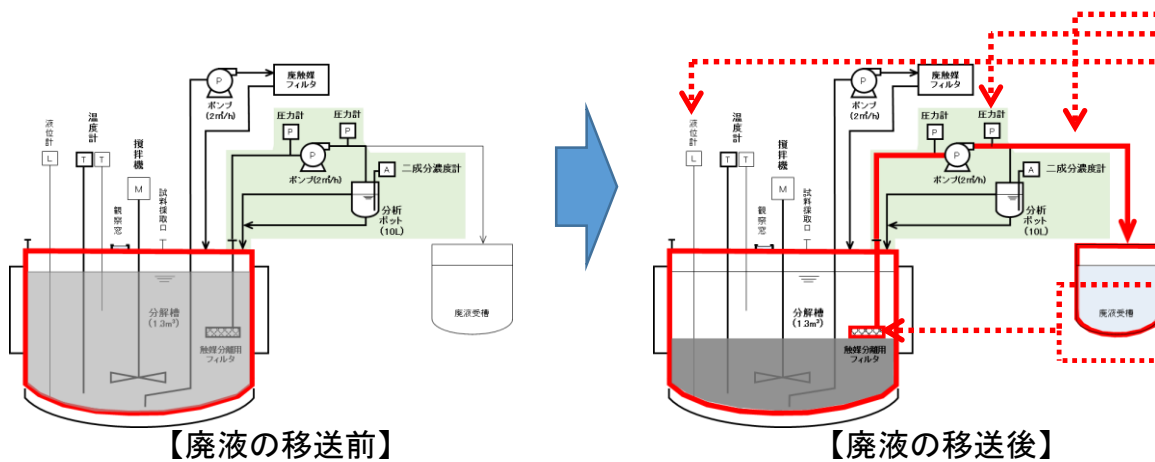 廃触媒
フィルタ
ポンプ
(2㎥/h)
P
圧力計
圧力計
P
P
P
ポンプ(2㎥/h)
A
二成分濃度計
分析
ポット
(10L)
液位計
L
温度計
T
T
撹拌機
M
観察窓
試料採取口
分解槽
(1.3m³)
触媒分離用
フィルタ
廃液受槽
【廃液の移送前】
廃触媒
フィルタ
ポンプ
(2㎥/h)
P
圧力計
圧力計
P
P
P
ポンプ(2㎥/h)
A
二成分濃度計
分析
ポット
(10L)
液位計
L
温度計
T
T
撹拌機
M
観察窓
試料採取口
分解槽
(1.3m³)
触媒分離用
フィルタ
廃液受槽
【廃液の移送後】